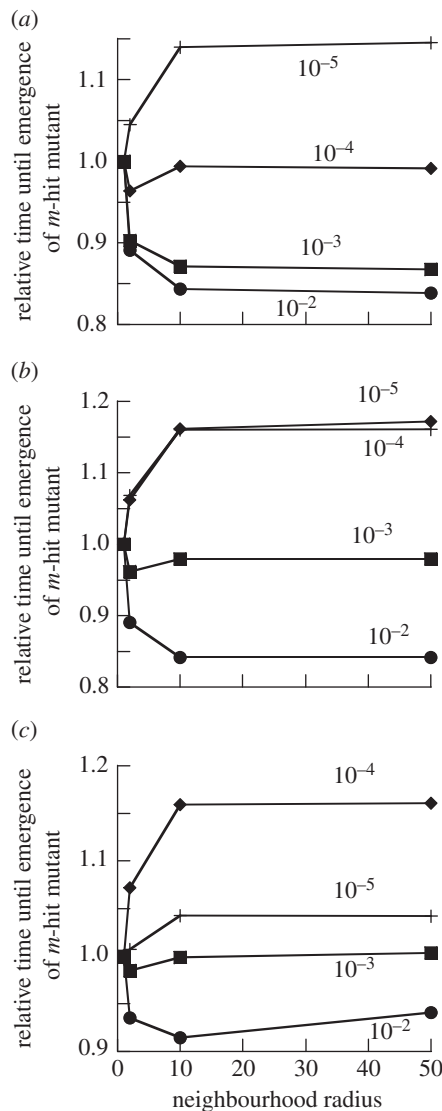 (a)
relative time until emergence
of m-hit mutant
1.15
1.1
1.0
0.9
0.8
10⁻⁵
10⁻⁴
10⁻³
10⁻²
(b)
relative time until emergence
of m-hit mutant
1.2
1.1
1.0
0.9
0.8
10⁻⁵
10⁻⁴
10⁻³
10⁻²
(c)
relative time until emergence
of m-hit mutant
1.2
1.1
1.0
0.9
10⁻⁴
10⁻⁵
10⁻³
10⁻²
0 10 20 30 40 50
neighbourhood radius